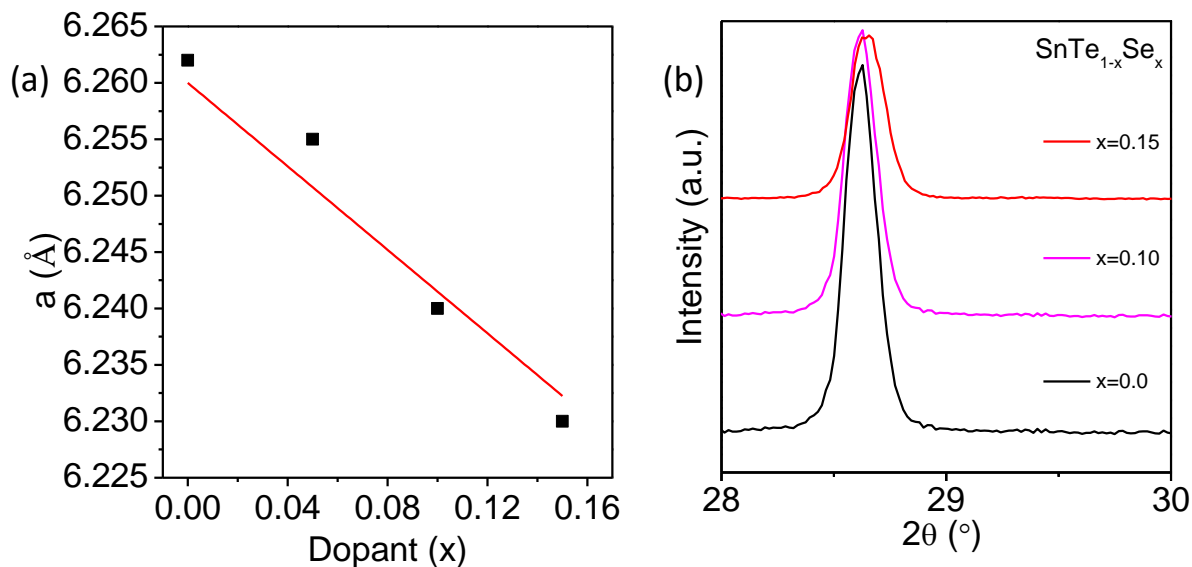 (a)
a (Å)
6.265
6.260
6.255
6.250
6.245
6.240
6.235
6.230
6.225
0.00 0.04 0.08 0.12 0.16
Dopant (x)
(b)
Intensity (a.u.)
SnTe1-xSex
x=0.15
x=0.10
x=0.0
28 29 30
2θ (°)